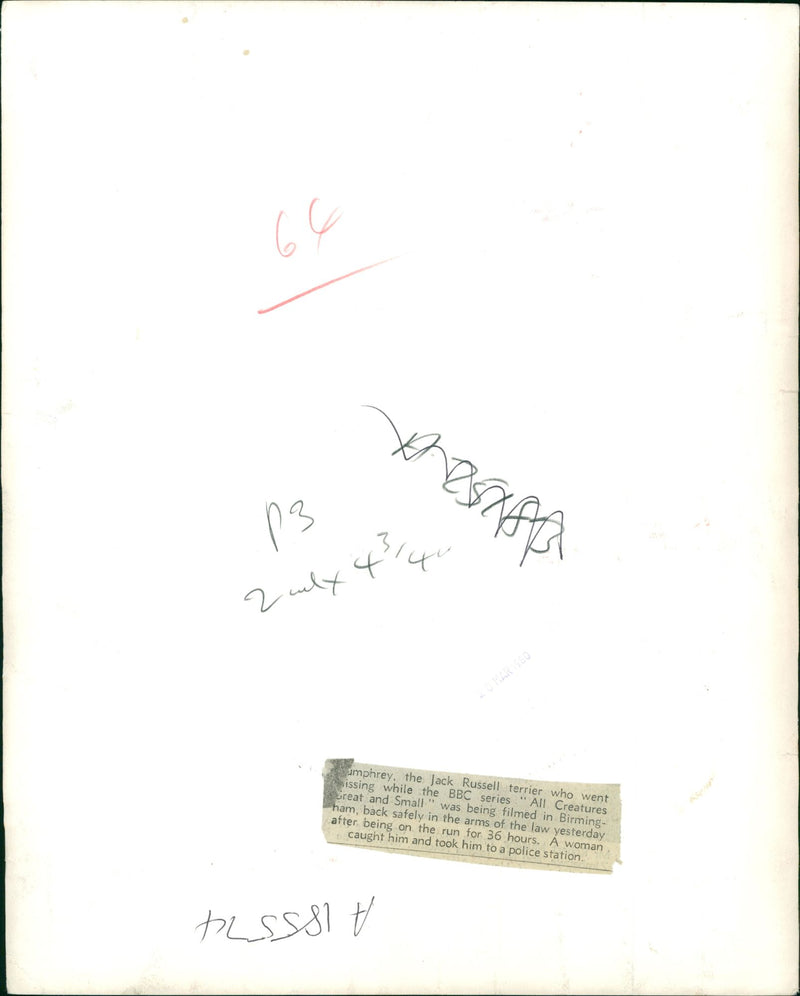 64
P3
2 col x 4 3/4"
MAR 1980
umphrey, the Jack Russell terrier who went
issing while the BBC series "All Creatures
Great and Small" was being filmed in Birming-
ham, back safely in the arms of the law yesterday
after being on the run for 36 hours. A woman
caught him and took him to a police station.